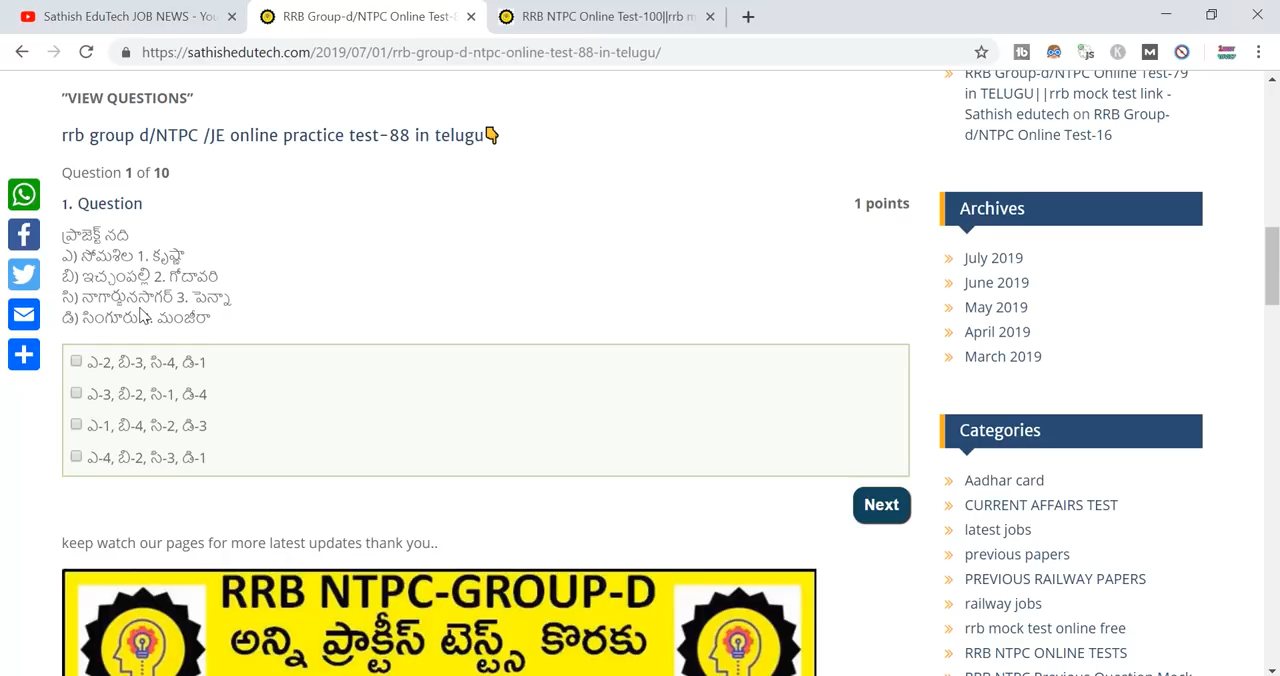 Sathish EduTech JOB NEWS - You
RRB Group-d/NTPC Online Test-8
RRB NTPC Online Test-100||rrb m
https://sathishedutech.com/2019/07/01/rrb-group-d-ntpc-online-test-88-in-telugu/
"VIEW QUESTIONS"
rrb group d/NTPC /JE online practice test-88 in telugu
Question 1 of 10
1. Question
1 points
ప్రాజెక్ట్ నది
ఎ) సోమశిల 1. కృష్ణా
బి) ఇచ్చంపల్లి 2. గోదావరి
సి) నాగార్జునసాగర్ 3. పెన్నా
డి) సింగూరు 4. మంజీరా
ఎ-2, బి-3, సి-4, డి-1
ఎ-3, బి-2, సి-1, డి-4
ఎ-1, బి-4, సి-2, డి-3
ఎ-4, బి-2, సి-3, డి-1
Next
keep watch our pages for more latest updates thank you..
RRB NTPC-GROUP-D
అన్ని ప్రాక్టీస్ టెస్ట్స్ కొరకు
RRB Group-d/NTPC Online Test-79
in TELUGU||rrb mock test link -
Sathish edutech on RRB Group-
d/NTPC Online Test-16
Archives
July 2019
June 2019
May 2019
April 2019
March 2019
Categories
Aadhar card
CURRENT AFFAIRS TEST
latest jobs
previous papers
PREVIOUS RAILWAY PAPERS
railway jobs
rrb mock test online free
RRB NTPC ONLINE TESTS
RRB NTPC Previous Question Mock